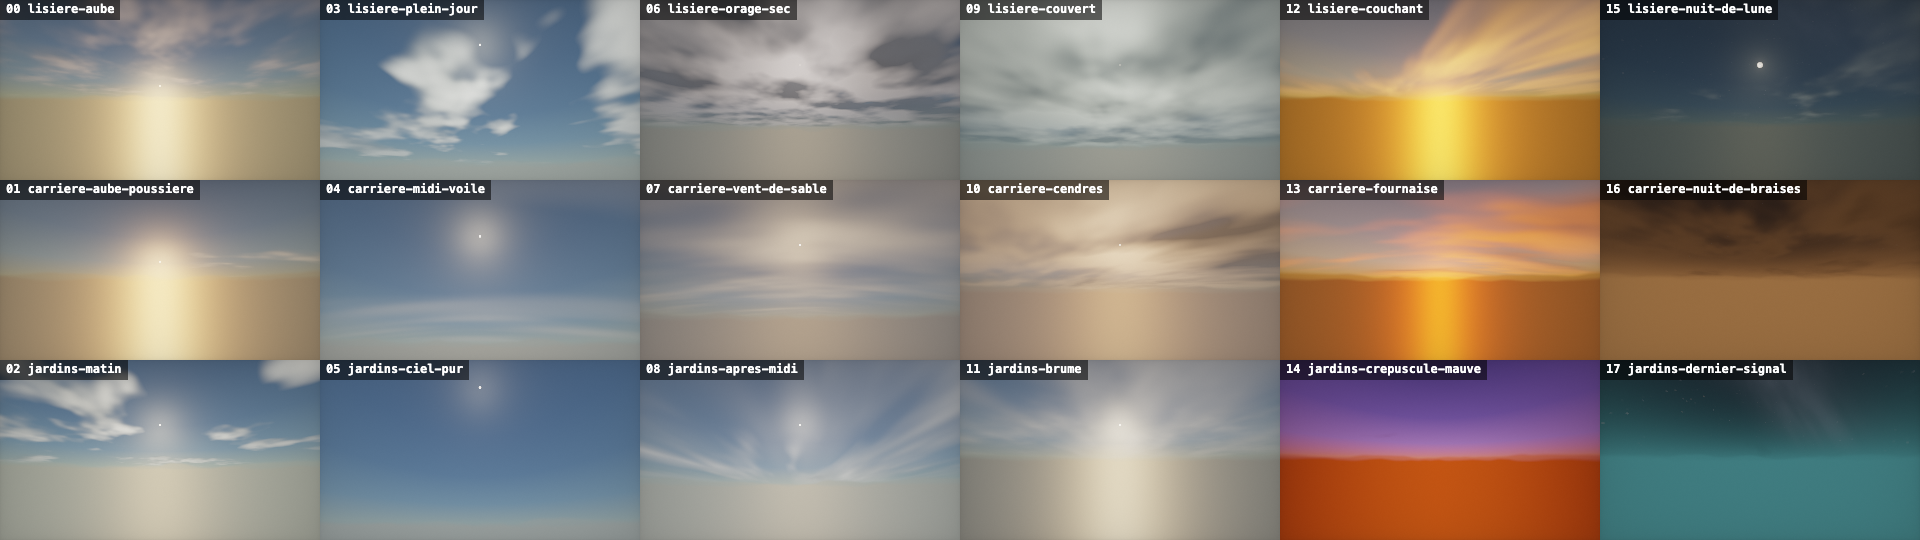 00 lisiere-aube
03 lisiere-plein-jour
06 lisiere-orage-sec
09 lisiere-couvert
12 lisiere-couchant
15 lisiere-nuit-de-lune
01 carriere-aube-poussiere
04 carriere-midi-voile
07 carriere-vent-de-sable
10 carriere-cendres
13 carriere-fournaise
16 carriere-nuit-de-braises
02 jardins-matin
05 jardins-ciel-pur
08 jardins-apres-midi
11 jardins-brume
14 jardins-crepuscule-mauve
17 jardins-dernier-signal